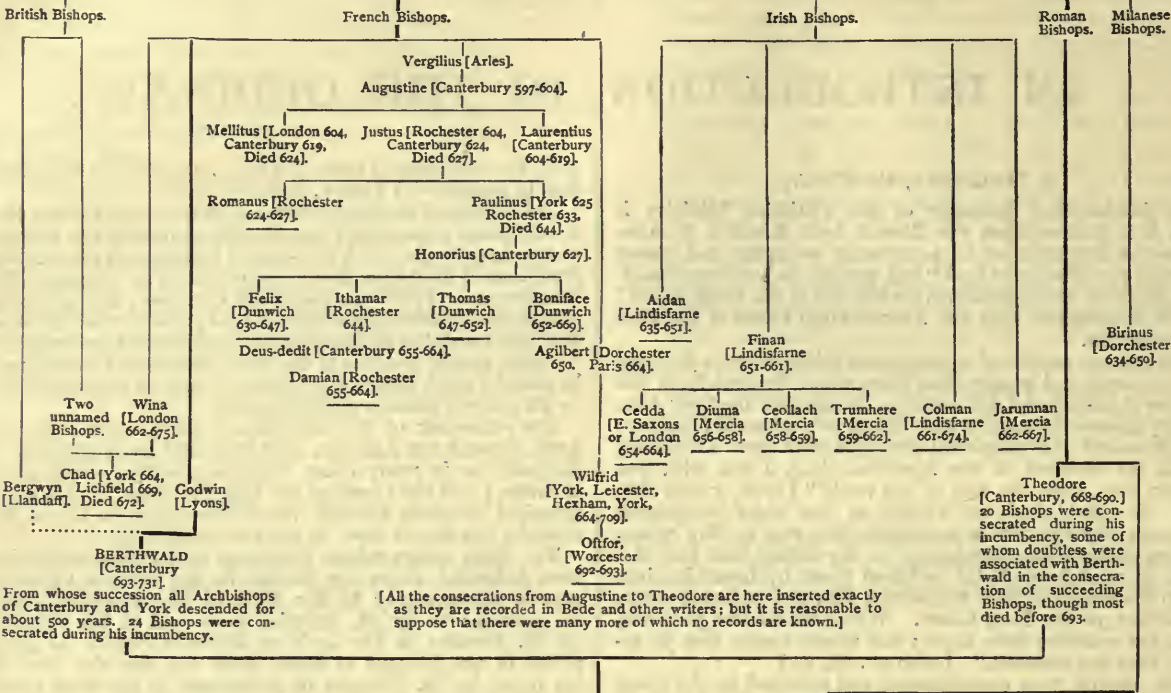 British Bishops.
French Bishops.
Irish Bishops.
Roman
Bishops.
Milanese
Bishops.
Vergilius [Arles].
Augustine [Canterbury 597-604].
Mellitus [London 604,
Canterbury 619,
Died 624].
Justus [Rochester 604,
Canterbury 624,
Died 627].
Laurentius
[Canterbury
604-619].
Romanus [Rochester
624-627].
Paulinus [York 625
Rochester 633.
Died 644].
Honorius [Canterbury 627].
Felix
[Dunwich
630-647].
Ithamar
[Rochester
644].
Thomas
[Dunwich
647-652].
Boniface
[Dunwich
652-669].
Aidan
[Lindisfarne
635-651].
Finan
[Lindisfarne
651-661].
Birinus
[Dorchester
634-650].
Deus-dedit [Canterbury 655-664].
Agilbert [Dorchester
650. Paris 664].
Damian [Rochester
655-664].
Two
unnamed
Bishops.
Wina
[London
662-675].
Cedda
[E. Saxons
or London
654-664].
Diuma
[Mercia
656-658].
Ceollach
[Mercia
658-659].
Trumhere
[Mercia
659-662].
Colman
[Lindisfarne
661-674].
Jarumnan
[Mercia
662-667].
Bergwyn
[Llandaff].
Chad [York 664,
Lichfield 669,
Died 672].
Godwin
[Lyons].
Wilfrid
[York, Leicester,
Hexham, York,
664-709].
Theodore
[Canterbury, 668-690.]
20 Bishops were con-
secrated during his
incumbency, some of
whom doubtless were
associated with Berth-
wald in the consecra-
tion of succeeding
Bishops, though most
died before 693.
Oftfor,
[Worcester
692-693].
BERTHWALD
[Canterbury
693-731].
From whose succession all Archbishops
of Canterbury and York descended for
about 500 years. 24 Bishops were con-
secrated during his incumbency.
[All the consecrations from Augustine to Theodore are here inserted exactly
as they are recorded in Bede and other writers; but it is reasonable to
suppose that there were many more of which no records are known.]